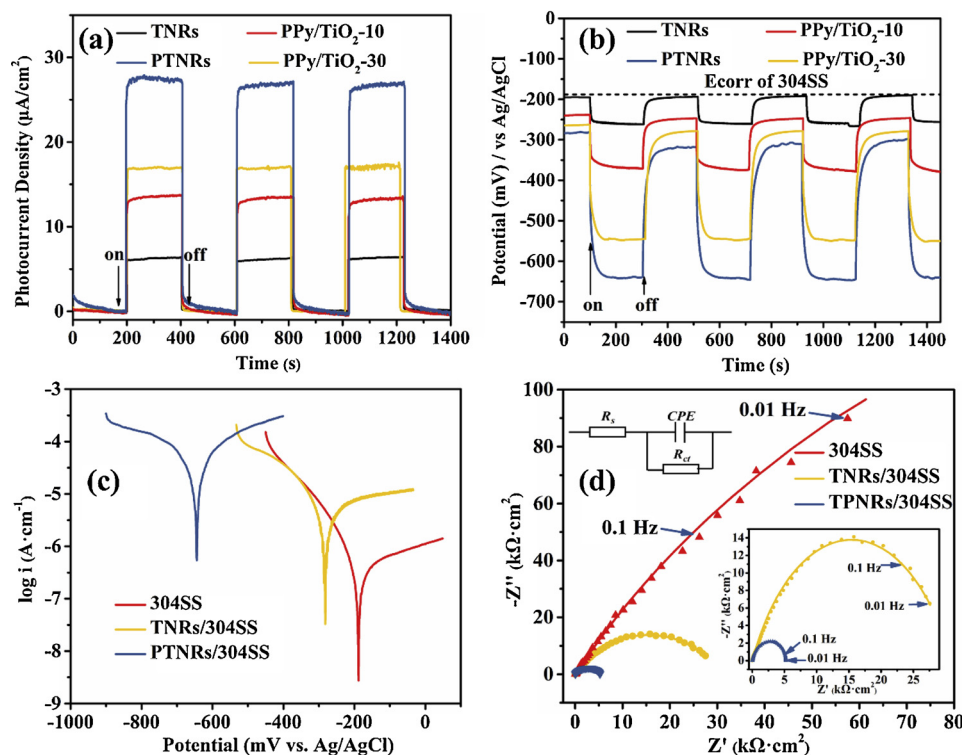 (a)
TNRs
PPy/TiO₂-10
PTNRs
PPy/TiO₂-30
30
20
10
0
on
off
Photocurrent Density (μA/cm²)
0 200 400 600 800 1000 1200 1400
Time (s)
(b)
TNRs
PPy/TiO₂-10
PTNRs
PPy/TiO₂-30
Ecorr of 304SS
0
-100
-200
-300
-400
-500
-600
-700
on
off
Potential (mV) / vs Ag/AgCl
0 200 400 600 800 1000 1200 1400
Time (s)
-3
-4
-5
-6
-7
-8
-9
(c)
304SS
TNRs/304SS
PTNRs/304SS
log i (A·cm⁻¹)
-1000 -800 -600 -400 -200 0
Potential (mV vs. Ag/AgCl)
100
80
60
40
20
0
Rs
CPE
Rct
0.01 Hz
304SS
TNRs/304SS
TPNRs/304SS
(d)
0.1 Hz
14
12
10
8
6
4
2
0
-Z'' (kΩ·cm²)
0.1 Hz
0.01 Hz
0.1 Hz
0.01 Hz
0 5 10 15 20 25
Z' (kΩ·cm²)
-Z'' (kΩ·cm²)
0 10 20 30 40 50 60 70 80
Z' (kΩ·cm²)